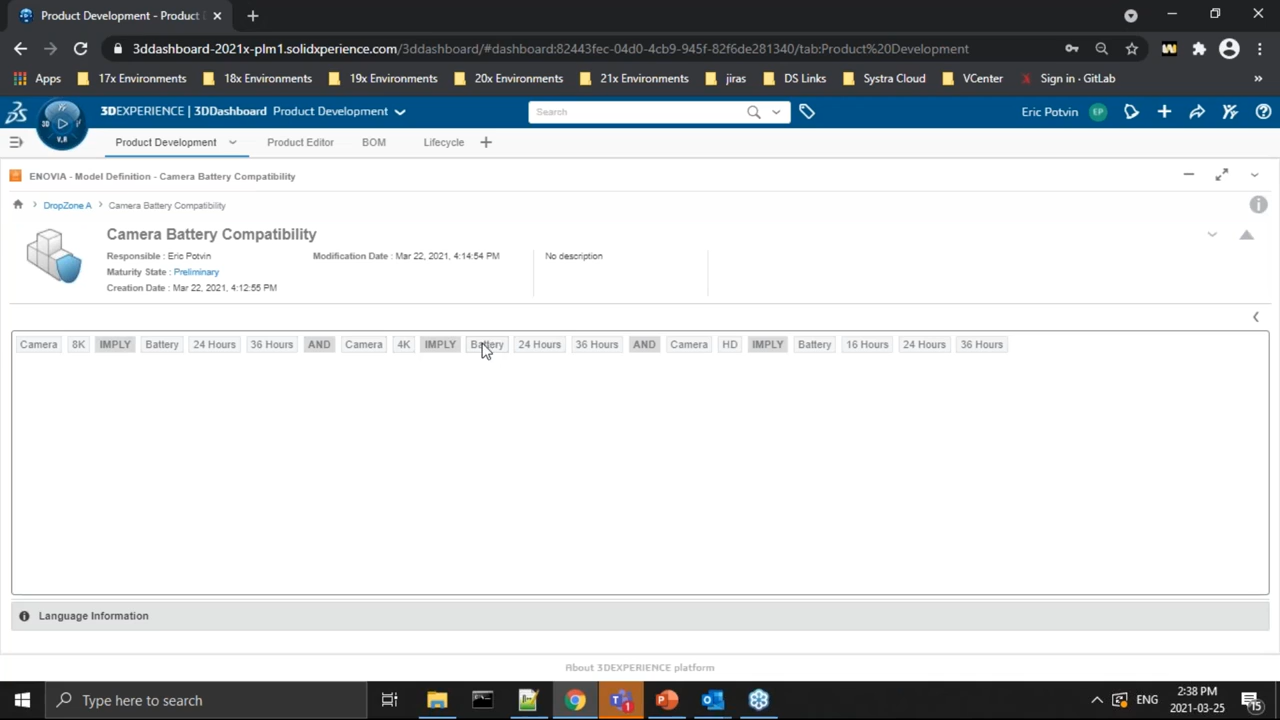 Product Development - Product
3ddashboard-2021x-plm1.solidxperience.com/3ddashboard/#dashboard:82443fec-04d0-4cb9-945f-82f6de281340/tab:Product%20Development
Apps 17x Environments 18x Environments 19x Environments 20x Environments 21x Environments jiras DS Links Systra Cloud VCenter Sign in · GitLab »
3DEXPERIENCE | 3DDashboard Product Development Search Eric Potvin EP
3D V.R
Product Development Product Editor BOM Lifecycle
ENOVIA - Model Definition - Camera Battery Compatibility
DropZone A Camera Battery Compatibility
Camera Battery Compatibility
Responsible : Eric Potvin Modification Date : Mar 22, 2021, 4:14:54 PM No description
Maturity State : Preliminary
Creation Date : Mar 22, 2021, 4:12:55 PM
Camera 8K IMPLY Battery 24 Hours 36 Hours AND Camera 4K IMPLY Battery 24 Hours 36 Hours AND Camera HD IMPLY Battery 16 Hours 24 Hours 36 Hours
Language Information
About 3DEXPERIENCE platform
Type here to search 1 ENG 2:38 PM
2021-03-25 15